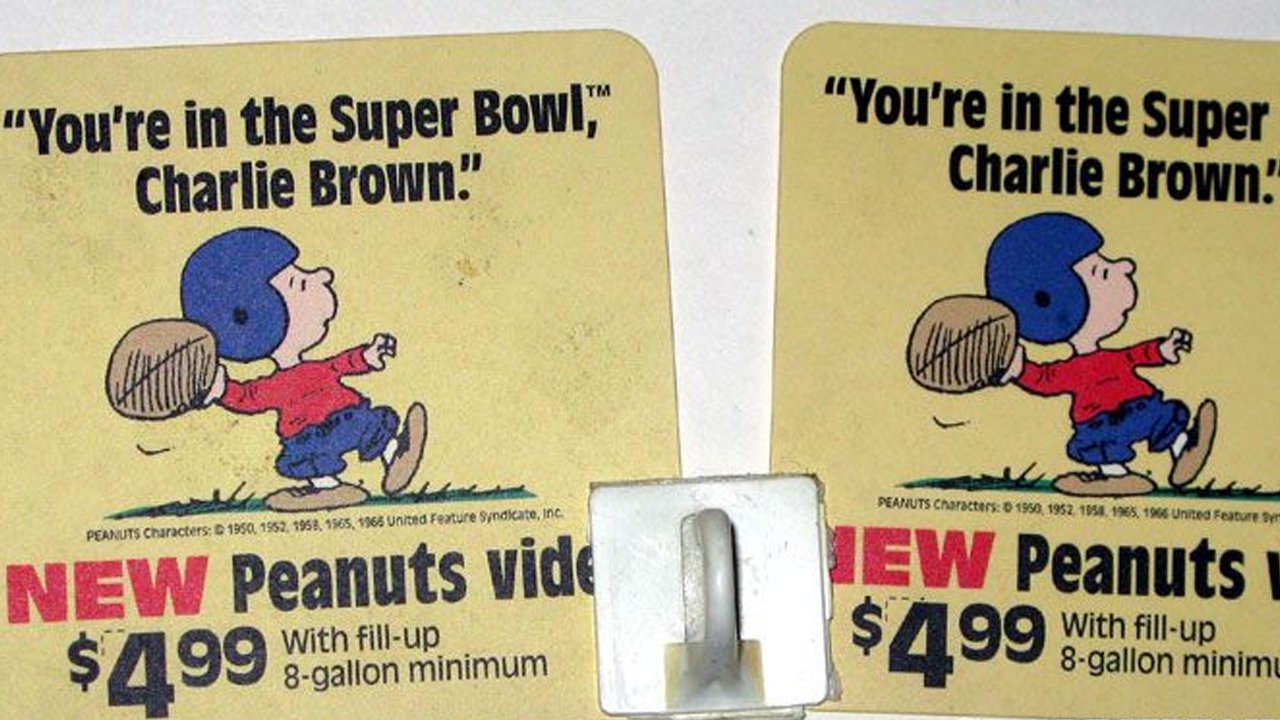 “You're in the Super Bowl,™
Charlie Brown.”
PEANUTS Characters: © 1950, 1952, 1958, 1965, 1966 United Feature Syndicate, Inc.
NEW Peanuts vide
$4.99 With fill-up
8-gallon minimum
“You're in the Super
Charlie Brown.”
PEANUTS Characters: © 1950, 1952, 1958, 1965, 1966 United Feature Syn
NEW Peanuts v
$4.99 With fill-up
8-gallon minimu